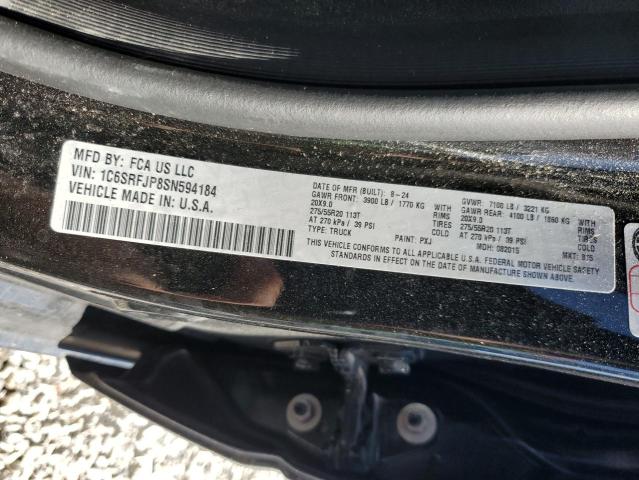 MFD BY: FCA US LLC
VIN: 1C6SRFJP8SN594184
VEHICLE MADE IN: U.S.A.
DATE OF MFR (BUILT): 8-24
GAWR FRONT: 3900 LB / 1770 KG WITH
20X9.0 RIMS
275/55R20 113T TIRES
AT 270 kPa / 39 PSI COLD
TYPE: TRUCK
PAINT: PXJ
GVWR: 7100 LB / 3221 KG
GAWR REAR: 4100 LB / 1860 KG WITH
20X9.0 RIMS
275/55R20 113T TIRES
AT 270 kPa / 39 PSI COLD
MDH: 082015
MXT: 8.15
THIS VEHICLE CONFORMS TO ALL APPLICABLE U.S.A. FEDERAL MOTOR VEHICLE SAFETY
STANDARDS IN EFFECT ON THE DATE OF MANUFACTURE SHOWN ABOVE.